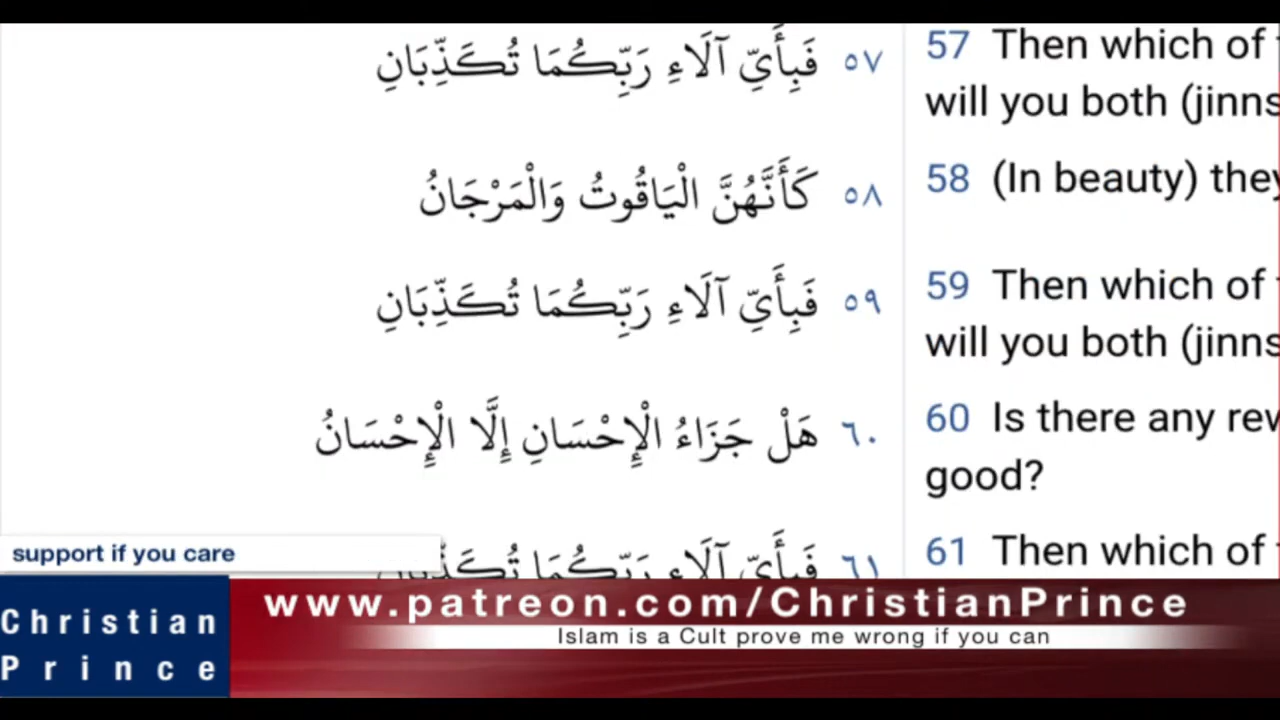 فَبِأَيِّ آلَاءِ رَبِّكُمَا تُكَذِّبَانِ ٥٧
57 Then which of
will you both (jinns
كَأَنَّهُنَّ الْيَاقُوتُ وَالْمَرْجَانُ ٥٨
58 (In beauty) they
فَبِأَيِّ آلَاءِ رَبِّكُمَا تُكَذِّبَانِ ٥٩
59 Then which of
will you both (jinns
هَلْ جَزَاءُ الْإِحْسَانِ إِلَّا الْإِحْسَانُ ٦٠
60 Is there any
good?
فَبِأَيِّ آلَاءِ رَبِّكُمَا ٦١
61 Then which of
support if you care
Christian
Prince
www.patreon.com/ChristianPrince
Islam is a Cult prove me wrong if you can